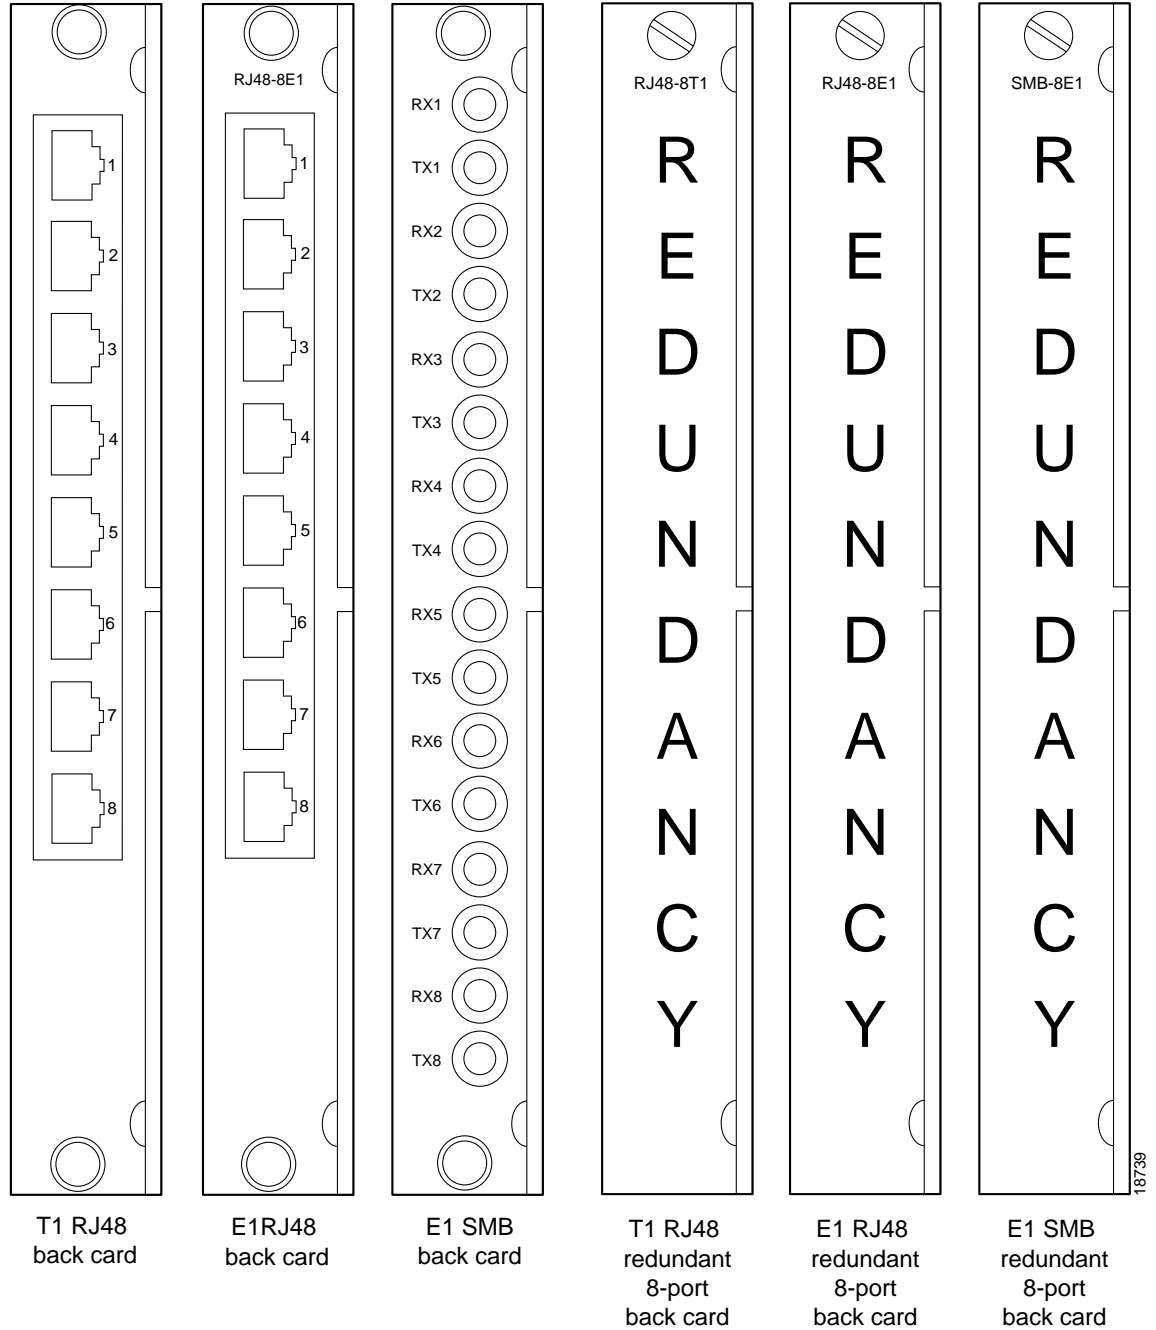 1
2
3
4
5
6
7
8
T1 RJ48
back card
RJ48-8E1
1
2
3
4
5
6
7
8
E1RJ48
back card
RX1
TX1
RX2
TX2
RX3
TX3
RX4
TX4
RX5
TX5
RX6
TX6
RX7
TX7
RX8
TX8
E1 SMB
back card
RJ48-8T1
R
E
D
U
N
D
A
N
C
Y
T1 RJ48
redundant
8-port
back card
RJ48-8E1
R
E
D
U
N
D
A
N
C
Y
E1 RJ48
redundant
8-port
back card
SMB-8E1
R
E
D
U
N
D
A
N
C
Y
E1 SMB
redundant
8-port
back card
18739